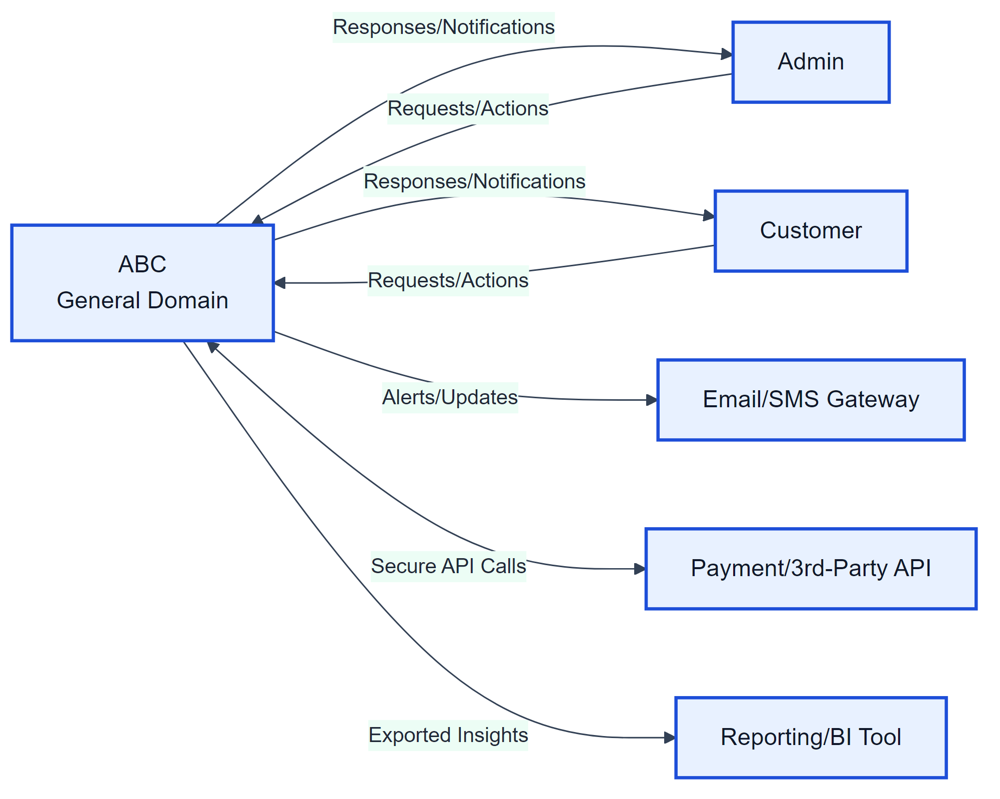 Responses/Notifications
Admin
Requests/Actions
Responses/Notifications
Customer
ABC
General Domain
Requests/Actions
Alerts/Updates
Email/SMS Gateway
Secure API Calls
Payment/3rd-Party API
Exported Insights
Reporting/BI Tool